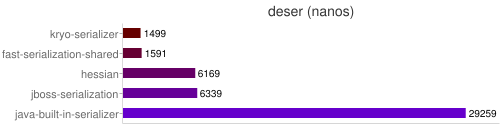 deser (nanos)
kryo-serializer 1499
fast-serialization-shared 1591
hessian 6169
jboss-serialization 6339
java-built-in-serializer 29259